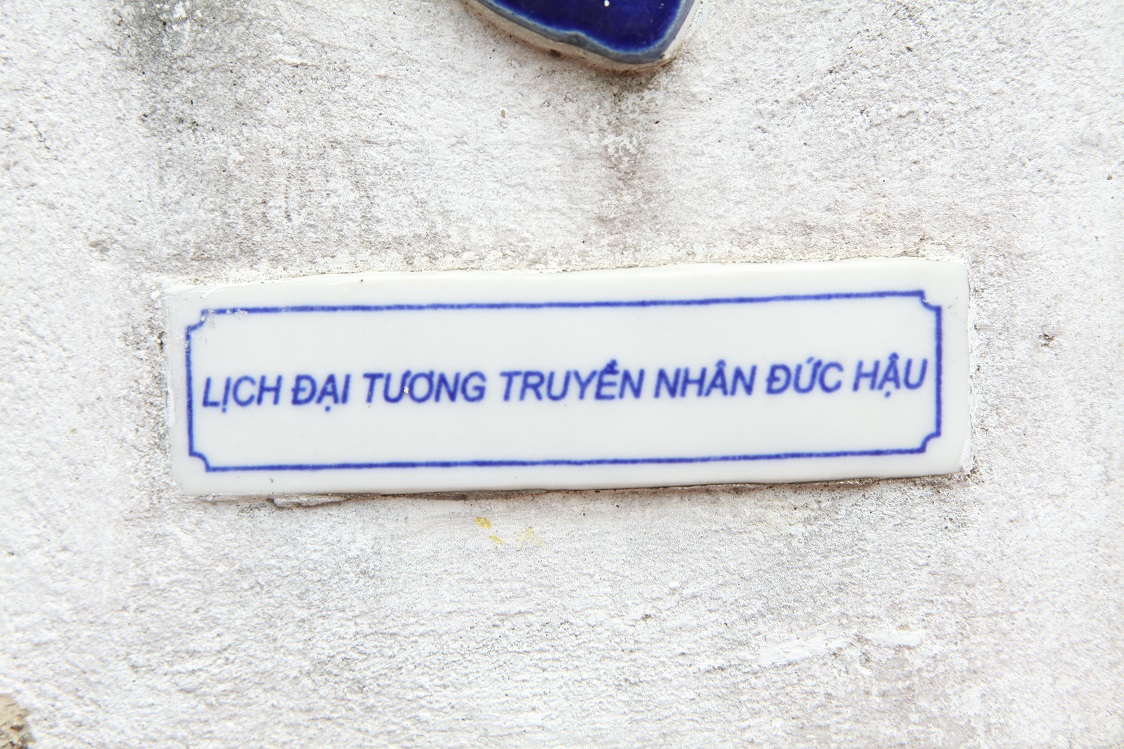 LỊCH ĐẠI TƯƠNG TRUYỀN NHÂN ĐỨC HẬU